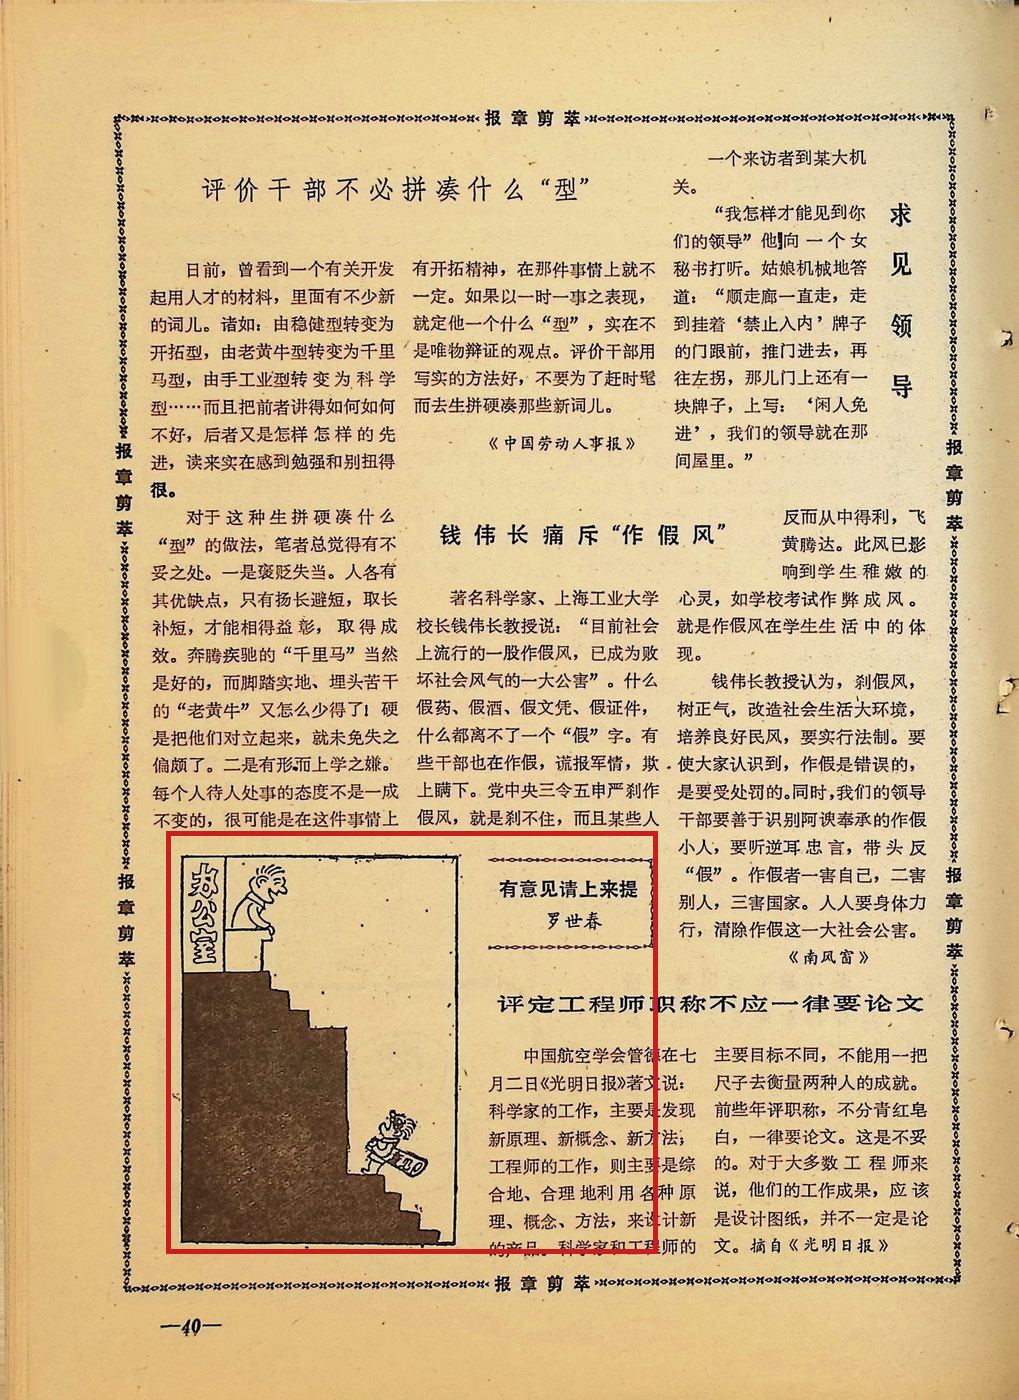 报章剪萃
评价干部不必拼凑什么“型”
日前，曾看到一个有关开发
起用人才的材料，里面有不少新
的词儿。诸如：由稳健型转变为
开拓型，由老黄牛型转变为千里
马型，由手工业型转变为科学
型……而且把前者讲得如何如何
不好，后者又是怎样怎样的先
进，读来实在感到勉强和别扭得
很。
对于这种生拼硬凑什么
“型”的做法，笔者总觉得有不
妥之处。一是褒贬失当。人各有
其优缺点，只有扬长避短，取长
补短，才能相得益彰，取得成
效。奔腾疾驰的“千里马”当然
是好的，而脚踏实地、埋头苦干
的“老黄牛”又怎么少得了！硬
是把他们对立起来，就未免失之
偏颇了。二是有形而上学之嫌。
每个人待人处事的态度不是一成
不变的，很可能是在这件事情上
有开拓精神，在那件事情上就不
一定。如果以一时一事之表现，
就定他一个什么“型”，实在不
是唯物辩证的观点。评价干部用
写实的方法好，不要为了赶时髦
而去生拼硬凑那些新词儿。
《中国劳动人事报》
求见领导
一个来访者到某大机
关。
“我怎样才能见到你
们的领导”他向一个女
秘书打听。姑娘机械地答
道：“顺走廊一直走，走
到挂着‘禁止入内’牌子
的门跟前，推门进去，再
往左拐，那儿门上还有一
块牌子，上写：‘闲人免
进’，我们的领导就在那
间屋里。”
钱伟长痛斥“作假风”
著名科学家、上海工业大学
校长钱伟长教授说：“目前社会
上流行的一股作假风，已成为败
坏社会风气的一大公害”。什么
假药、假酒、假文凭、假证件，
什么都离不了一个“假”字。有
些干部也在作假，谎报军情，欺
上瞒下。党中央三令五申严刹作
假风，就是刹不住，而且某些人
反而从中得利，飞
黄腾达。此风已影
响到学生稚嫩的
心灵，如学校考试作弊成风。
就是作假风在学生生活中的体
现。
钱伟长教授认为，刹假风，
树正气，改造社会生活大环境，
培养良好民风，要实行法制。要
使大家认识到，作假是错误的，
是要受处罚的。同时，我们的领导
干部要善于识别阿谀奉承的作假
小人，要听逆耳忠言，带头反
“假”。作假者一害自己，二害
别人，三害国家。人人要身体力
行，清除作假这一大社会公害。
《南风窗》
办公室
意见
有意见请上来提
罗世春
评定工程师职称不应一律要论文
中国航空学会管德在七
月二日《光明日报》著文说：
科学家的工作，主要是发现
新原理、新概念、新方法；
工程师的工作，则主要是综
合地、合理地利用各种原
理、概念、方法，来设计新
的产品。科学家和工程师的
主要目标不同，不能用一把
尺子去衡量两种人的成就。
前些年评职称，不分青红皂
白，一律要论文。这是不妥
的。对于大多数工程师来
说，他们的工作成果，应该
是设计图纸，并不一定是论
文。摘自《光明日报》
报章剪萃
报章剪萃
报章剪萃
报章剪萃
报章剪萃
—40—